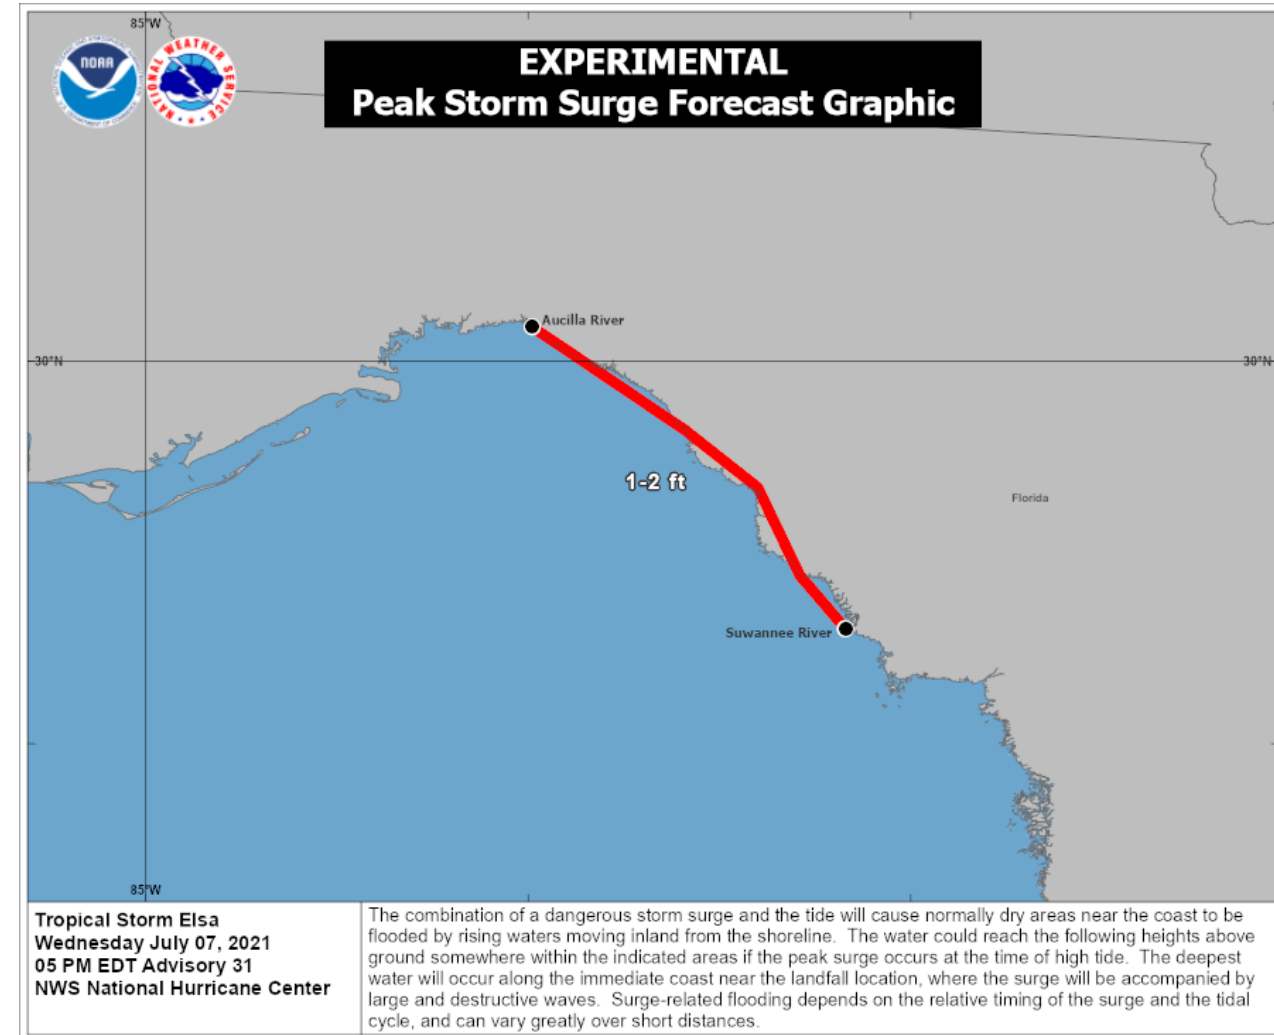 85°W
NOAA
NATIONAL WEATHER SERVICE
EXPERIMENTAL
Peak Storm Surge Forecast Graphic
Aucilla River
30°N
30°N
1-2 ft
Florida
Suwannee River
85°W
Tropical Storm Elsa
Wednesday July 07, 2021
05 PM EDT Advisory 31
NWS National Hurricane Center
The combination of a dangerous storm surge and the tide will cause normally dry areas near the coast to be
flooded by rising waters moving inland from the shoreline. The water could reach the following heights above
ground somewhere within the indicated areas if the peak surge occurs at the time of high tide. The deepest
water will occur along the immediate coast near the landfall location, where the surge will be accompanied by
large and destructive waves. Surge-related flooding depends on the relative timing of the surge and the tidal
cycle, and can vary greatly over short distances.